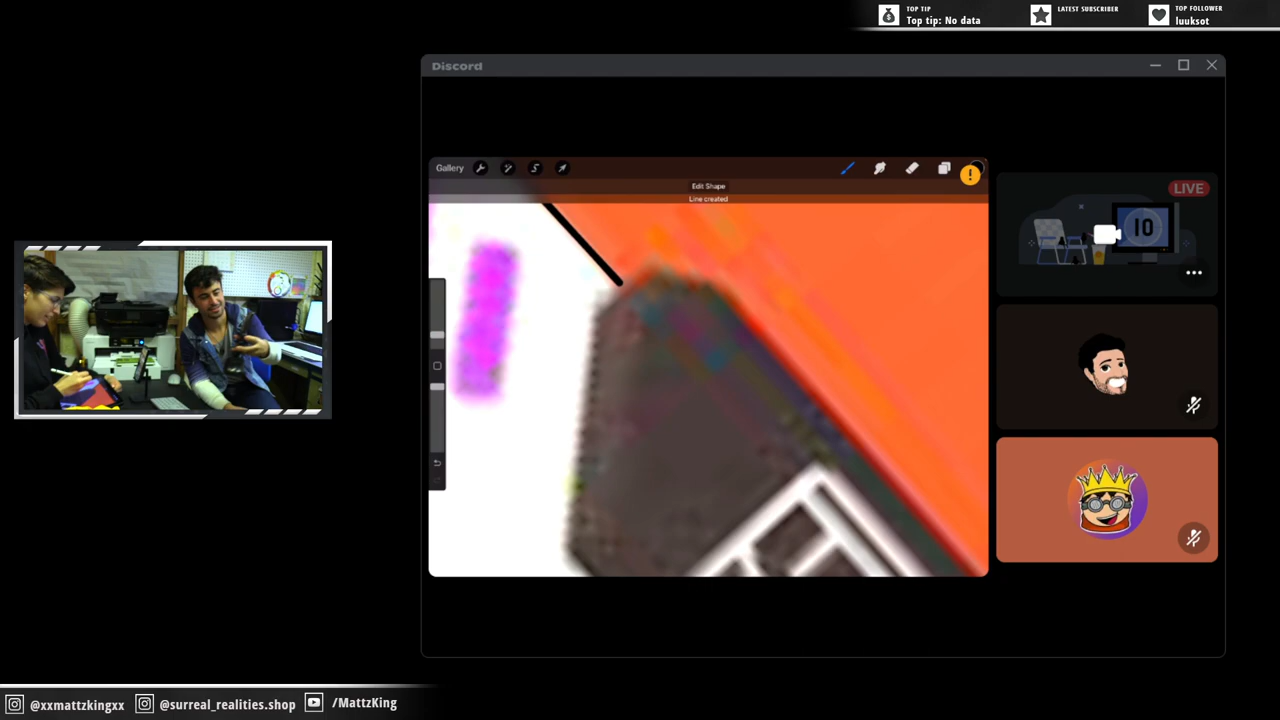 TOP TIP
Top tip: No data
LATEST SUBSCRIBER
TOP FOLLOWER
luuksot
Discord
Gallery
Edit Shape
Line created
LIVE
10
@xxmattzkingxx
@surreal_realities.shop
/MattzKing